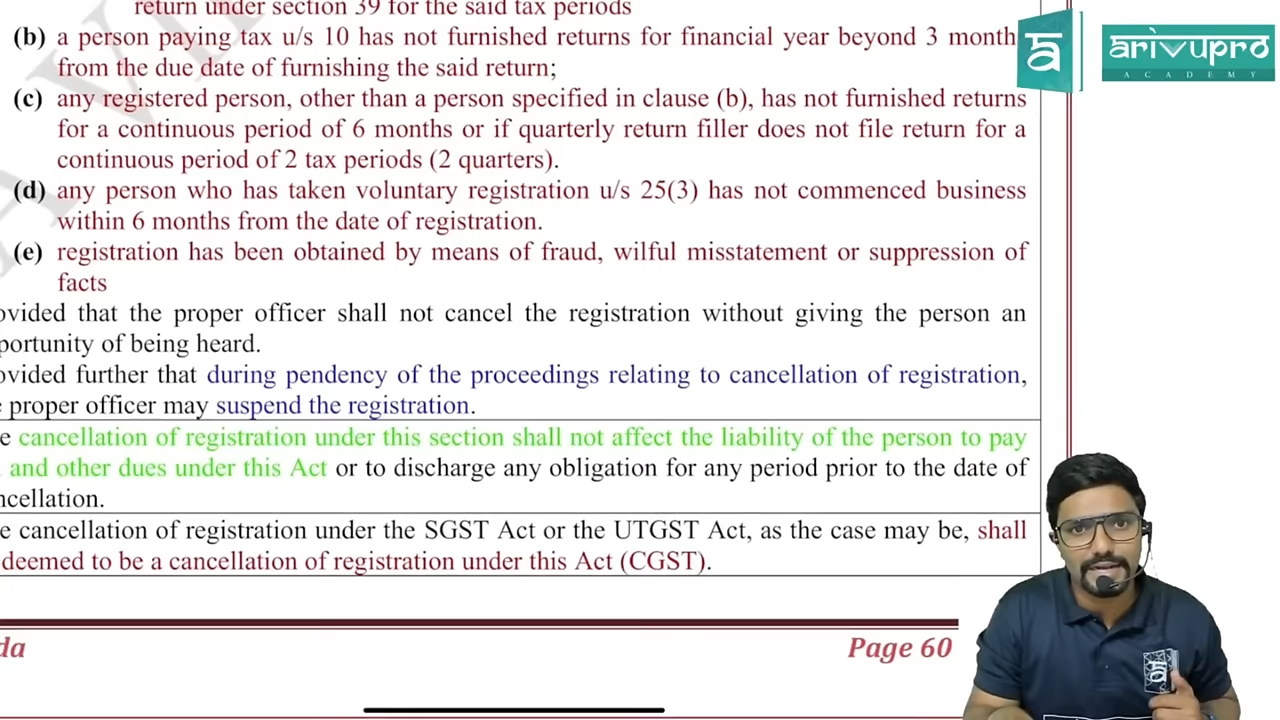 return under section 39 for the said tax periods
(b) a person paying tax u/s 10 has not furnished returns for financial year beyond 3 month
from the due date of furnishing the said return;
(c) any registered person, other than a person specified in clause (b), has not furnished returns
for a continuous period of 6 months or if quarterly return filler does not file return for a
continuous period of 2 tax periods (2 quarters).
(d) any person who has taken voluntary registration u/s 25(3) has not commenced business
within 6 months from the date of registration.
(e) registration has been obtained by means of fraud, wilful misstatement or suppression of
facts
ovided that the proper officer shall not cancel the registration without giving the person an
portunity of being heard.
ovided further that during pendency of the proceedings relating to cancellation of registration,
e proper officer may suspend the registration.
e cancellation of registration under this section shall not affect the liability of the person to pay
and other dues under this Act or to discharge any obligation for any period prior to the date of
ncellation.
e cancellation of registration under the SGST Act or the UTGST Act, as the case may be, shall
deemed to be a cancellation of registration under this Act (CGST).
da
Page 60
arivupro
ACADEMY